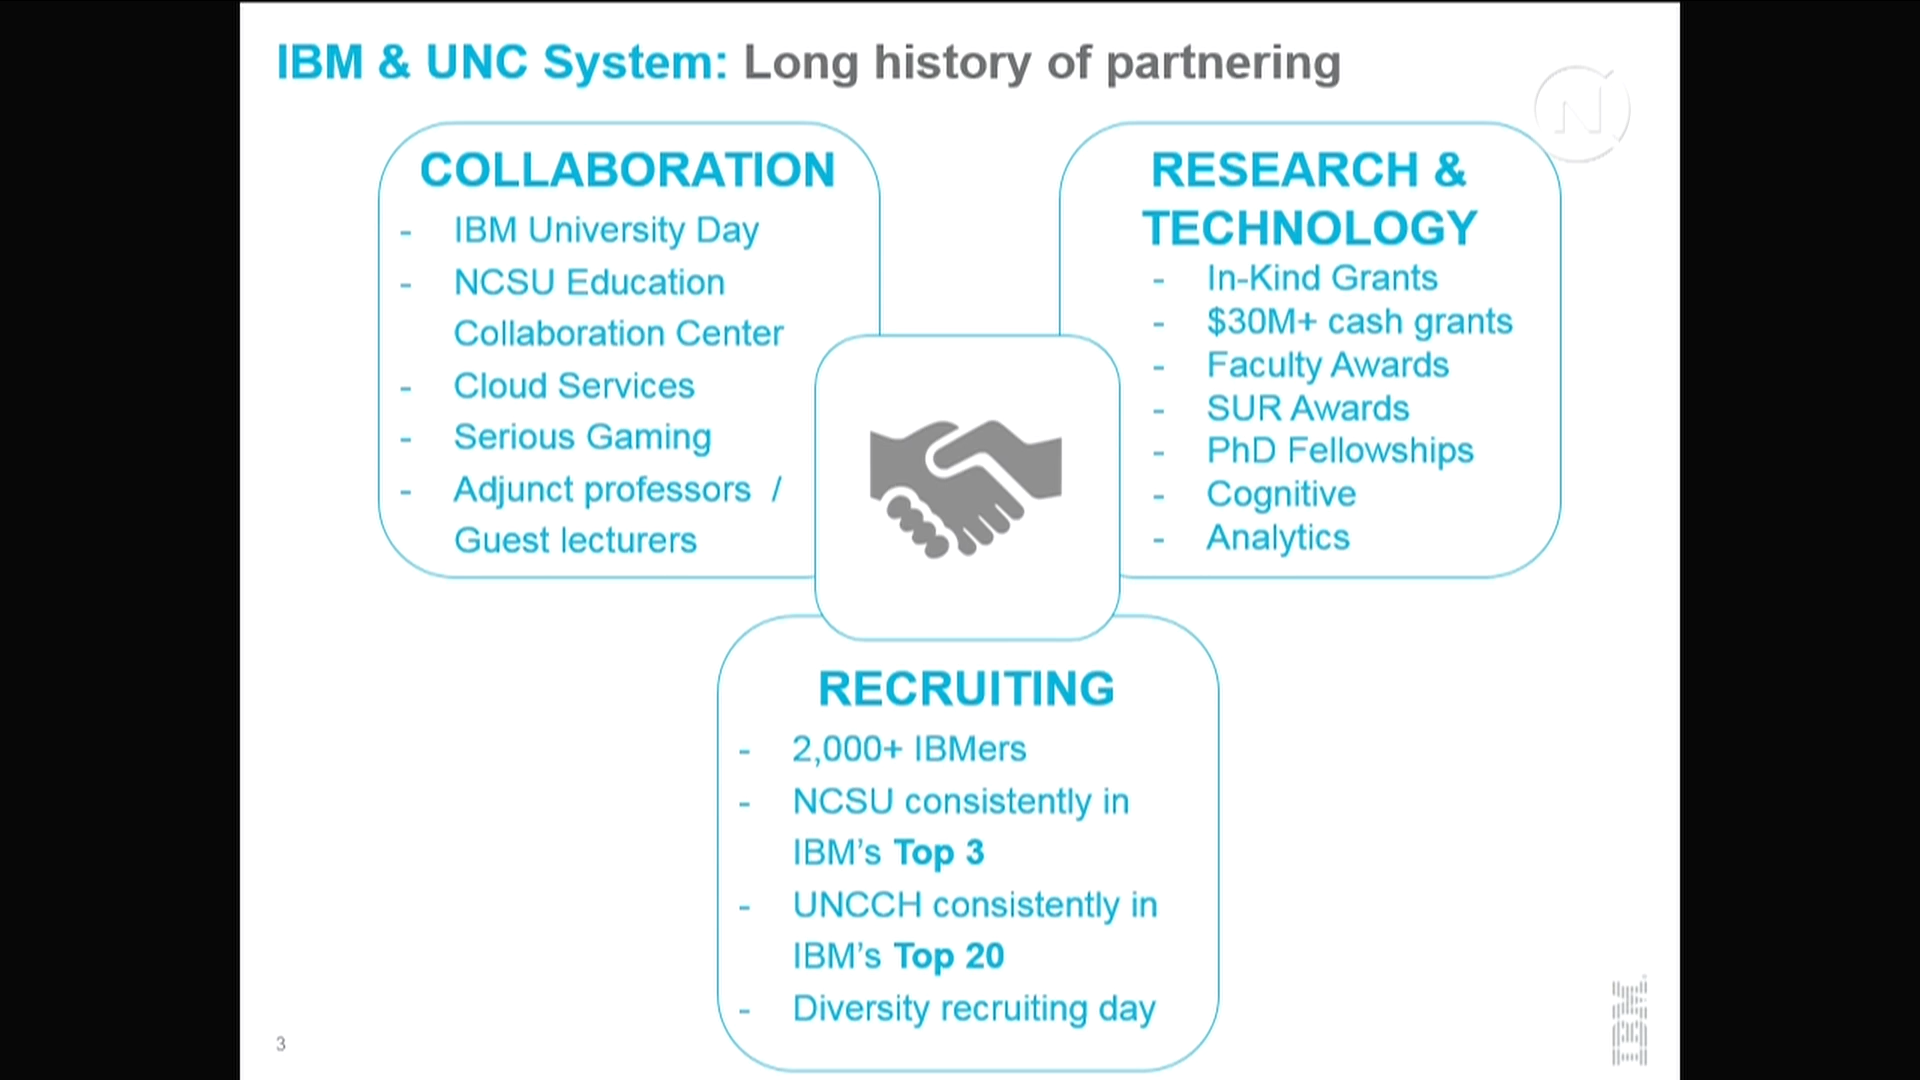 IBM & UNC System: Long history of partnering
COLLABORATION
- IBM University Day
- NCSU Education
Collaboration Center
- Cloud Services
- Serious Gaming
- Adjunct professors /
Guest lecturers
RESEARCH &
TECHNOLOGY
- In-Kind Grants
- $30M+ cash grants
- Faculty Awards
- SUR Awards
- PhD Fellowships
- Cognitive
- Analytics
RECRUITING
- 2,000+ IBMers
- NCSU consistently in
IBM’s Top 3
- UNCCH consistently in
IBM’s Top 20
- Diversity recruiting day
3
IBM
N